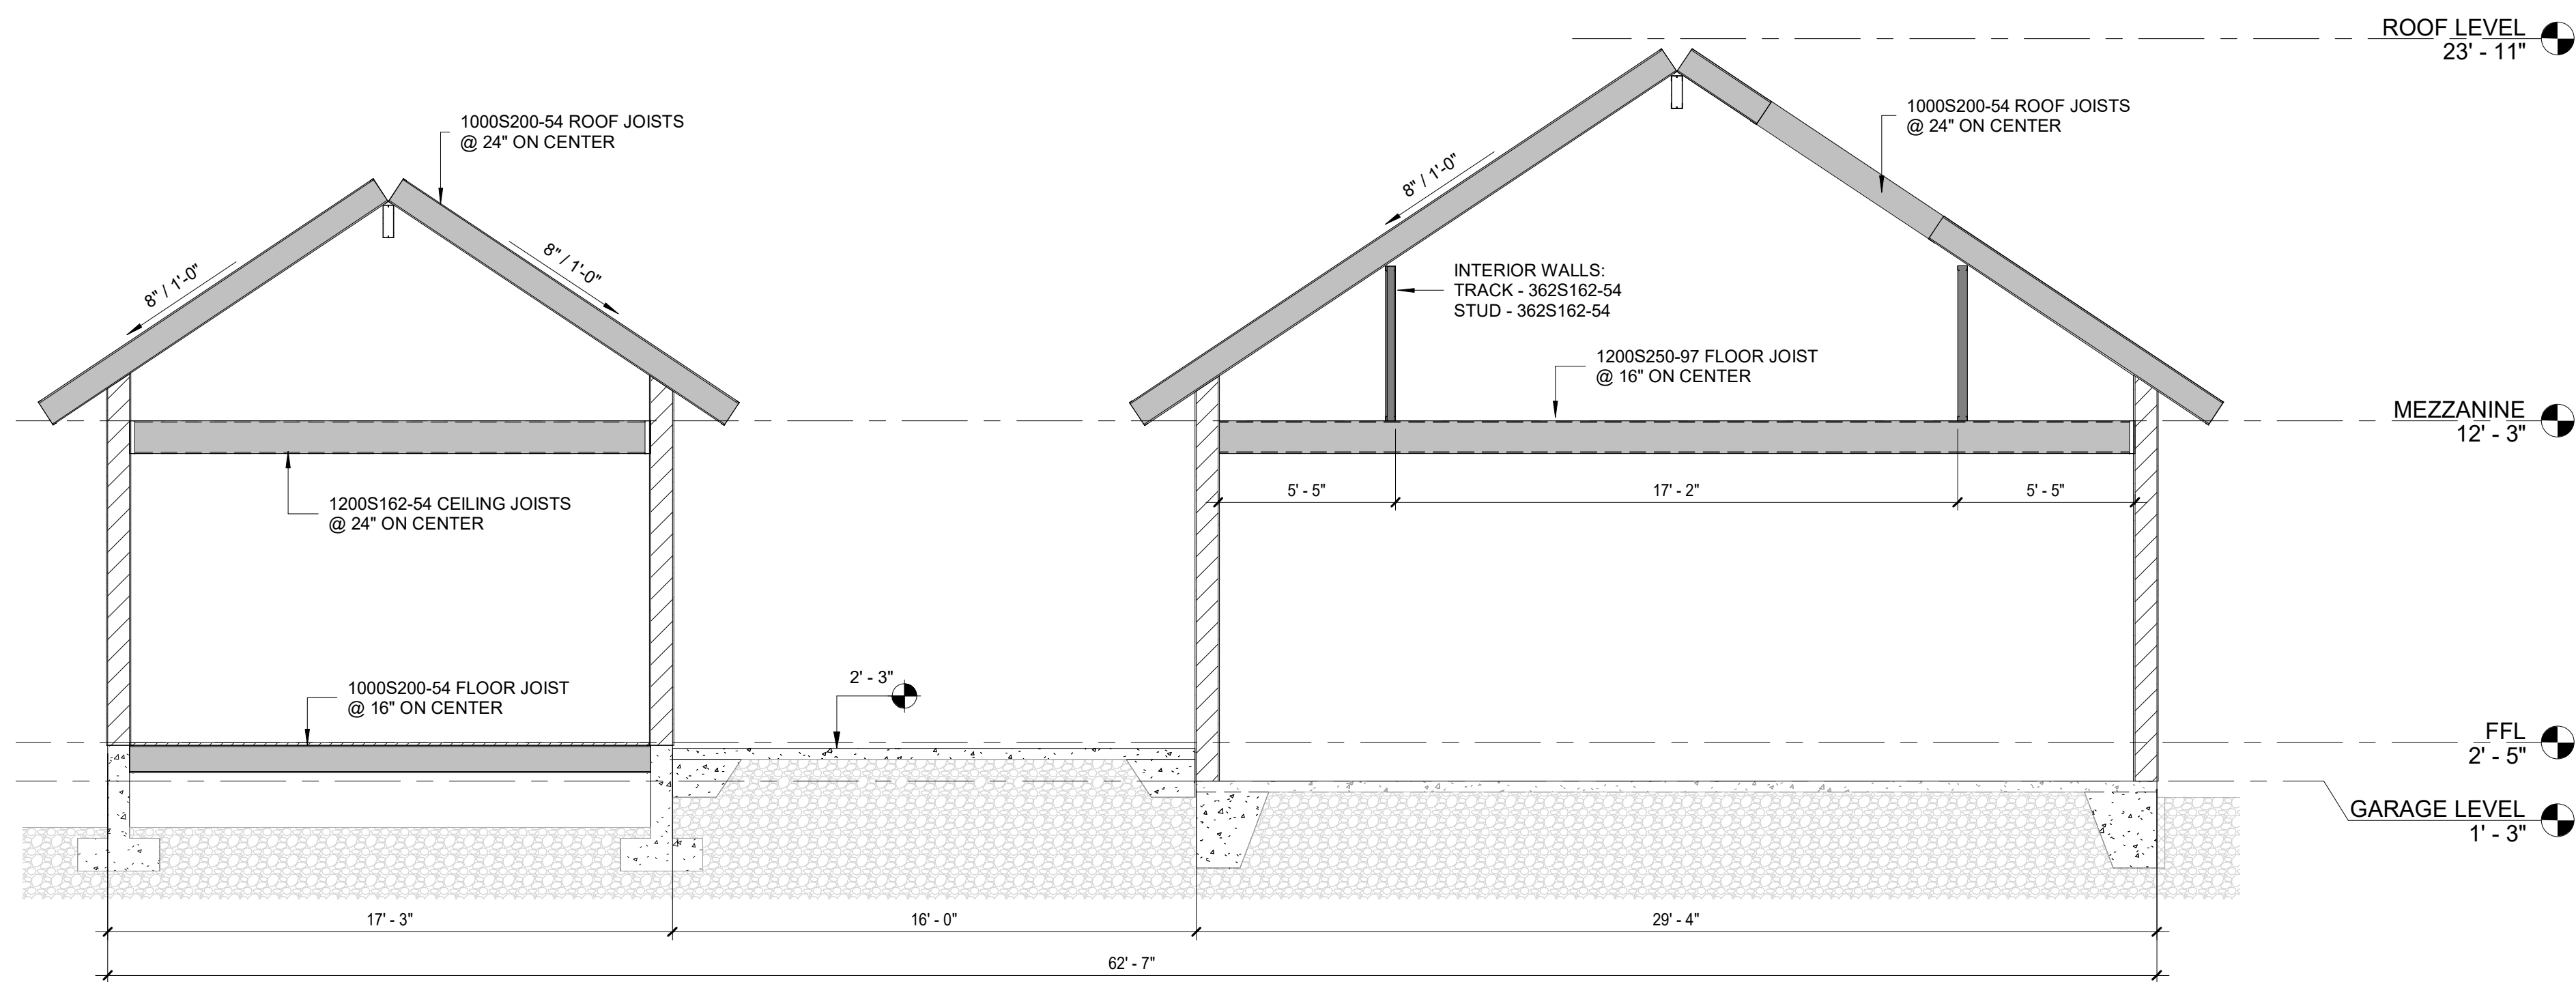 ROOF LEVEL
23' - 11"
1000S200-54 ROOF JOISTS
@ 24" ON CENTER
1000S200-54 ROOF JOISTS
@ 24" ON CENTER
8" / 1'-0"
8" / 1'-0"
8" / 1'-0"
INTERIOR WALLS:
TRACK - 362S162-54
STUD - 362S162-54
1200S250-97 FLOOR JOIST
@ 16" ON CENTER
MEZZANINE
12' - 3"
5' - 5"
17' - 2"
5' - 5"
1200S162-54 CEILING JOISTS
@ 24" ON CENTER
1000S200-54 FLOOR JOIST
@ 16" ON CENTER
2' - 3"
FFL
2' - 5"
GARAGE LEVEL
1' - 3"
17' - 3"
16' - 0"
29' - 4"
62' - 7"